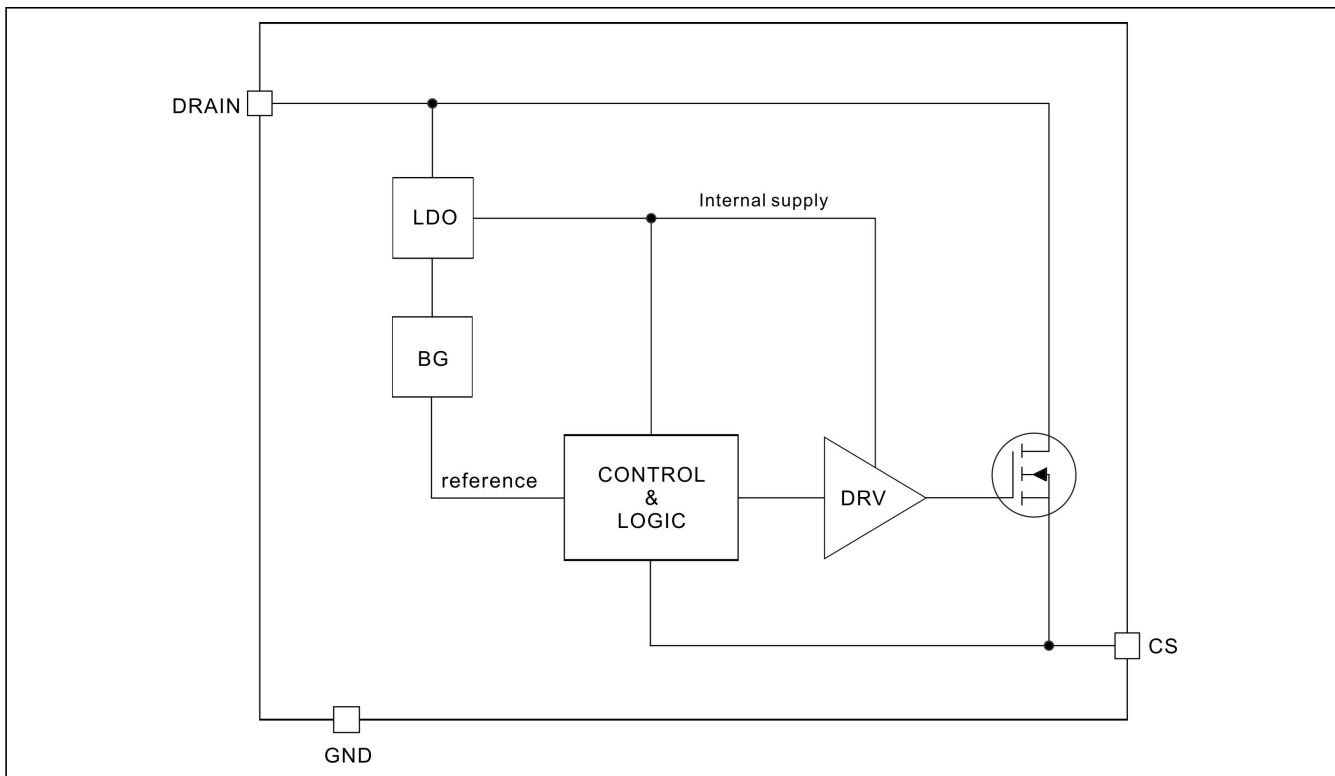 DRAIN
LDO
Internal supply
BG
reference
CONTROL
&
LOGIC
DRV
CS
GND